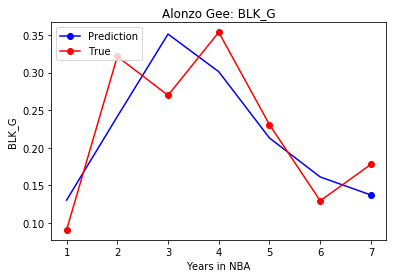 Alonzo Gee: BLK_G
Prediction
True
0.35
0.30
0.25
0.20
0.15
0.10
BLK_G
1 2 3 4 5 6 7
Years in NBA